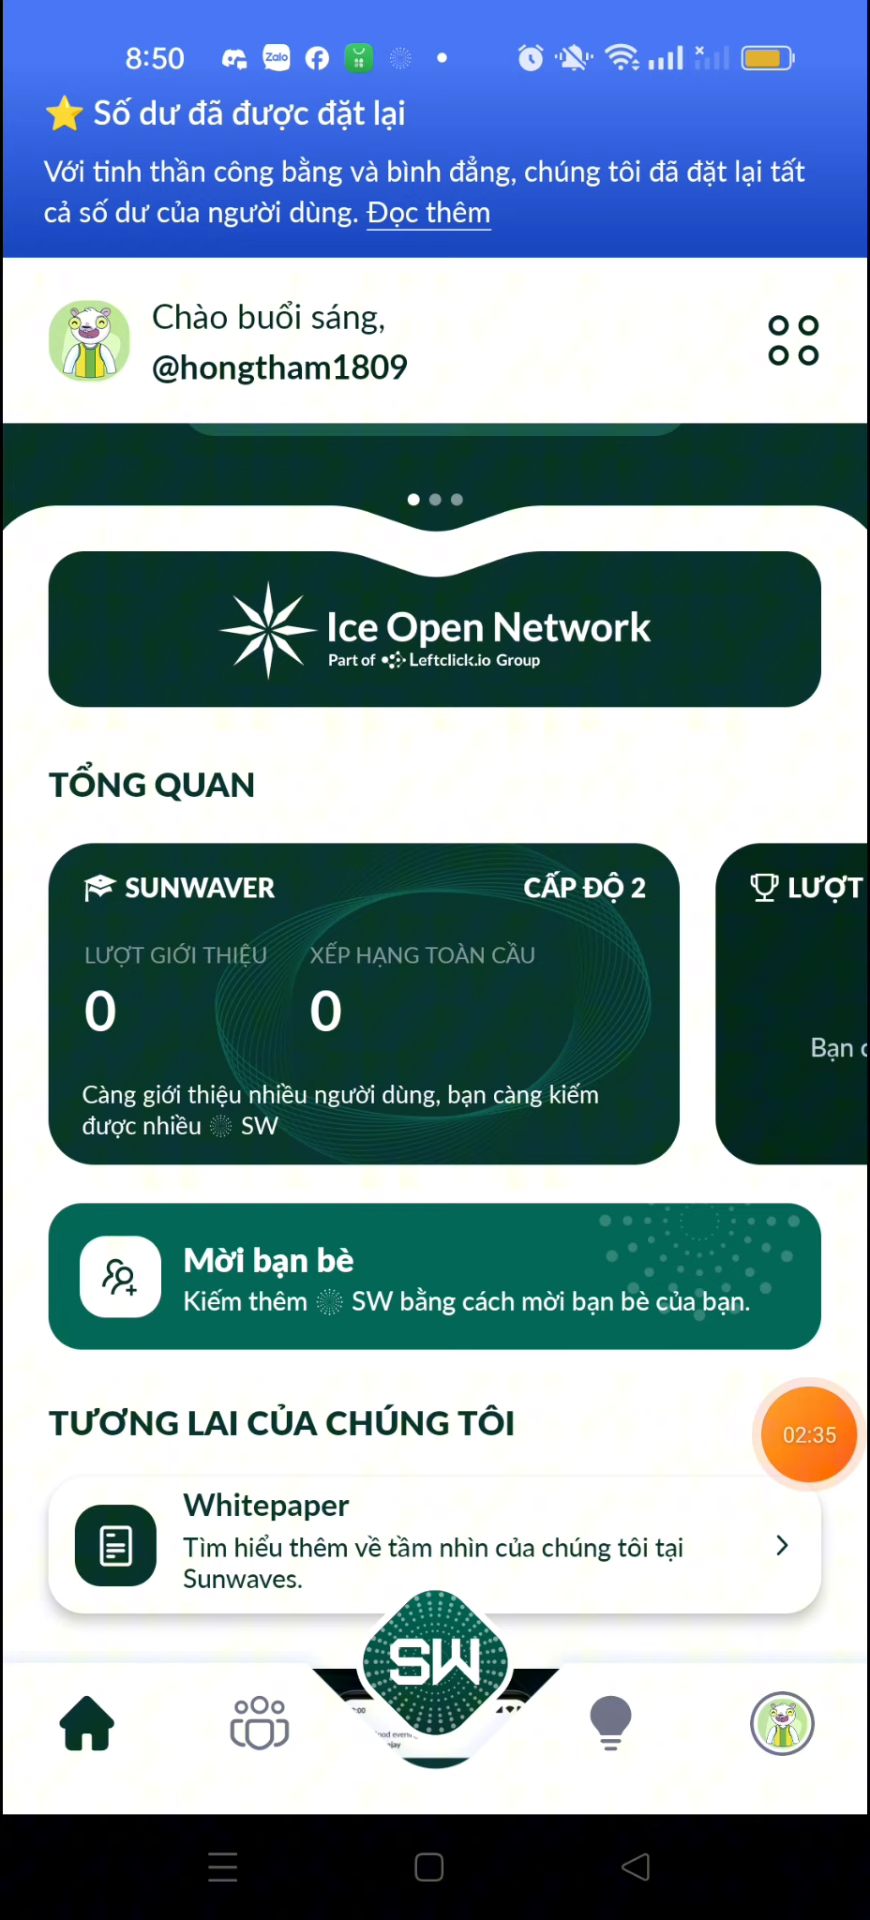 8:50
Zalo
⭐ Số dư đã được đặt lại
Với tinh thần công bằng và bình đẳng, chúng tôi đã đặt lại tất
cả số dư của người dùng. Đọc thêm
Chào buổi sáng,
@hongtham1809
Ice Open Network
Part of Leftclick.io Group
TỔNG QUAN
SUNWAVER CẤP ĐỘ 2
LƯỢT GIỚI THIỆU XẾP HẠNG TOÀN CẦU
0 0
Càng giới thiệu nhiều người dùng, bạn càng kiếm
được nhiều SW
LƯỢT
Bạn
Mời bạn bè
Kiếm thêm SW bằng cách mời bạn bè của bạn.
TƯƠNG LAI CỦA CHÚNG TÔI
02:35
Whitepaper
Tìm hiểu thêm về tầm nhìn của chúng tôi tại
Sunwaves.
SW